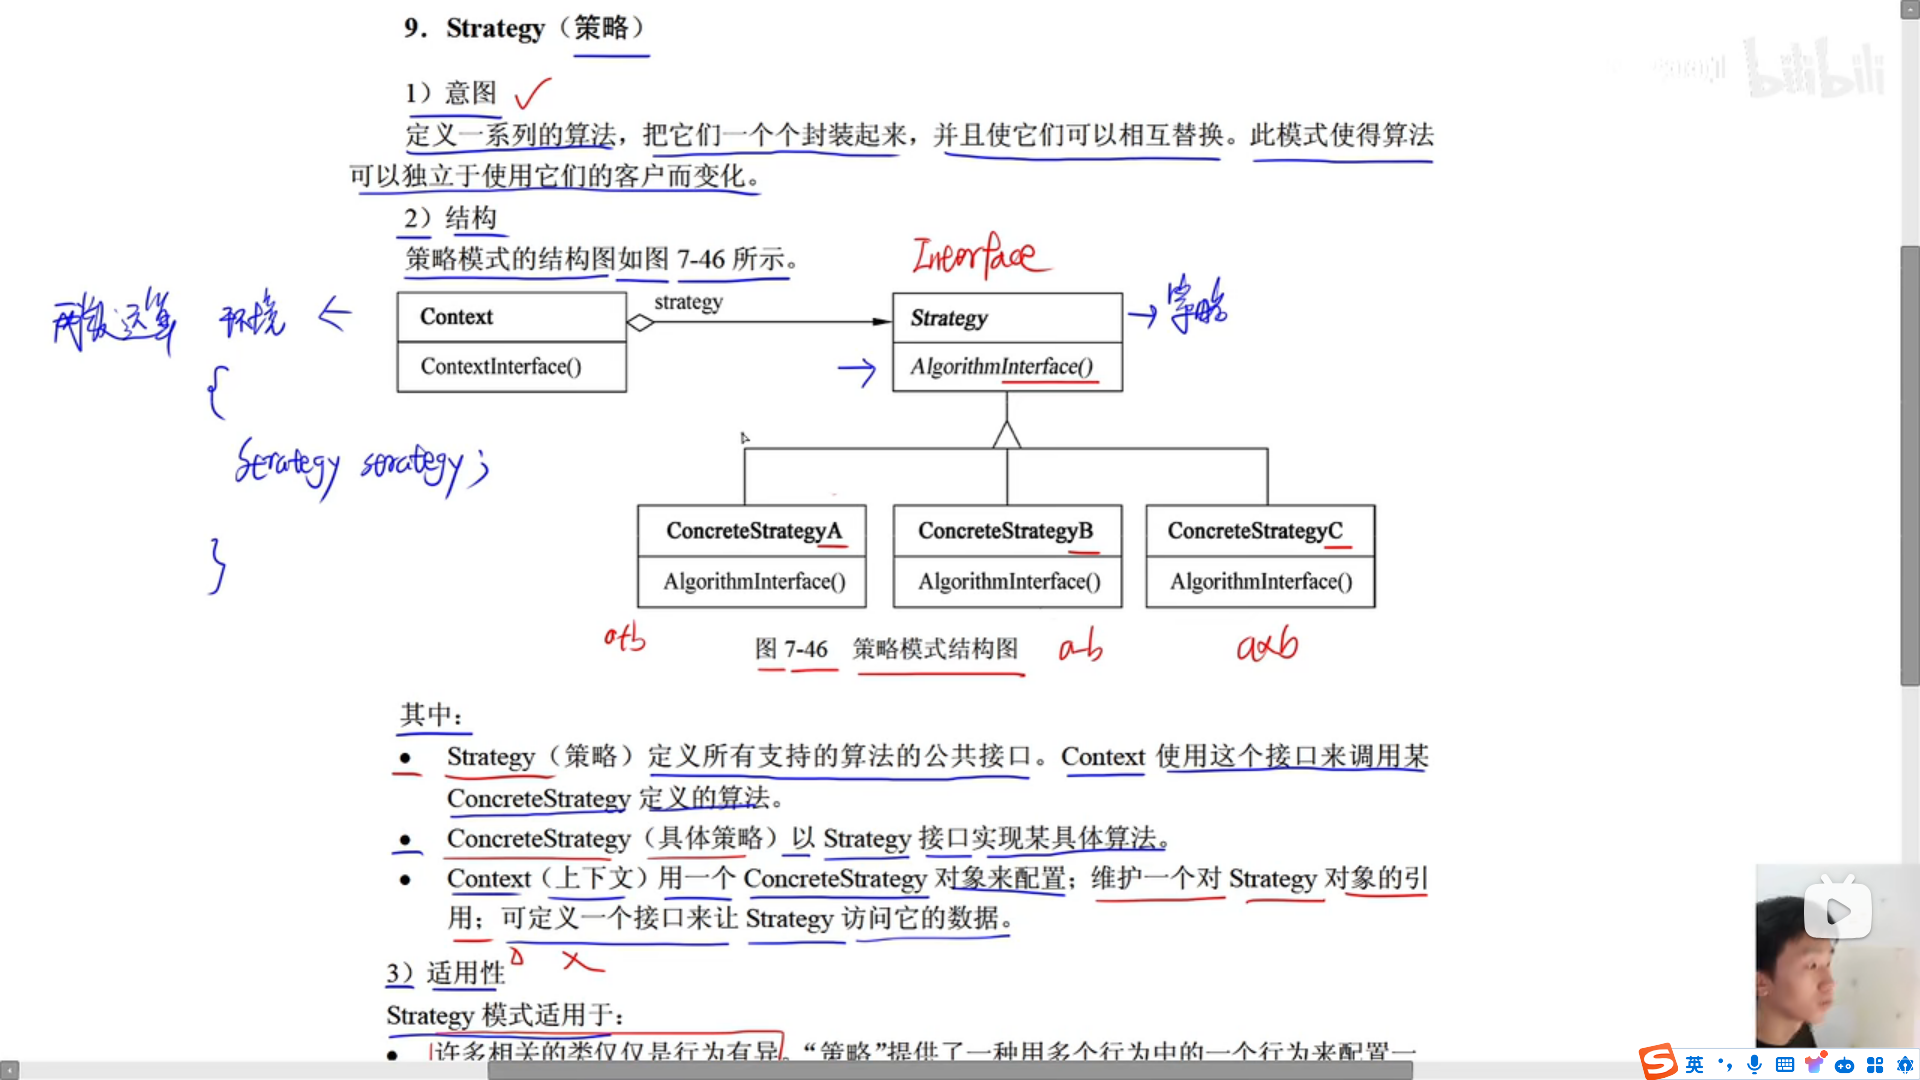 9. Strategy（策略）
bilibili
1）意图
定义一系列的算法，把它们一个个封装起来，并且使它们可以相互替换。此模式使得算法
可以独立于使用它们的客户而变化。
2）结构
策略模式的结构图如图 7-46 所示。
Interface
两数运算 环境
{
Strategy strategy;
}
Context
ContextInterface()
strategy
Strategy
AlgorithmInterface()
策略
ConcreteStrategyA
AlgorithmInterface()
ConcreteStrategyB
AlgorithmInterface()
ConcreteStrategyC
AlgorithmInterface()
a+b
a-b
a×b
图 7-46 策略模式结构图
其中：
● Strategy（策略）定义所有支持的算法的公共接口。Context 使用这个接口来调用某
ConcreteStrategy 定义的算法。
● ConcreteStrategy（具体策略）以 Strategy 接口实现某具体算法。
● Context（上下文）用一个 ConcreteStrategy 对象来配置；维护一个对 Strategy 对象的引
用；可定义一个接口来让 Strategy 访问它的数据。
3）适用性
Strategy 模式适用于：
● 许多相关的类仅仅是行为有异。“策略”提供了一种用多个行为中的一个行为来配置一
英